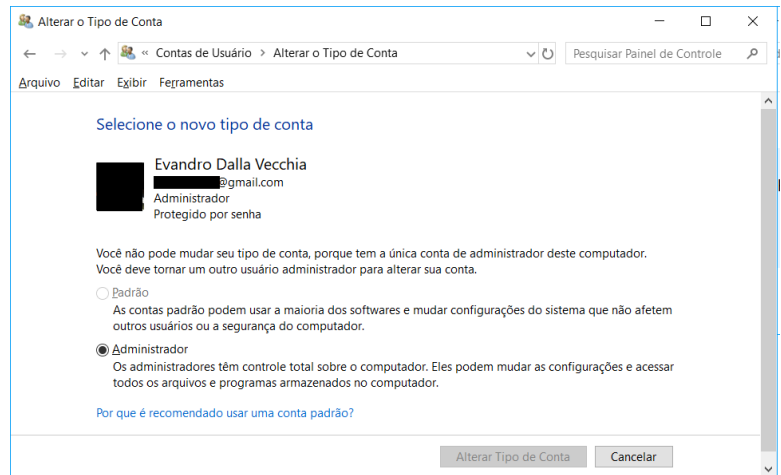 Alterar o Tipo de Conta
« Contas de Usuário > Alterar o Tipo de Conta
Pesquisar Painel de Controle
Arquivo Editar Exibir Ferramentas
Selecione o novo tipo de conta
Evandro Dalla Vecchia
@gmail.com
Administrador
Protegido por senha
Você não pode mudar seu tipo de conta, porque tem a única conta de administrador deste computador.
Você deve tornar um outro usuário administrador para alterar sua conta.
Padrão
As contas padrão podem usar a maioria dos softwares e mudar configurações do sistema que não afetem
outros usuários ou a segurança do computador.
Administrador
Os administradores têm controle total sobre o computador. Eles podem mudar as configurações e acessar
todos os arquivos e programas armazenados no computador.
Por que é recomendado usar uma conta padrão?
Alterar Tipo de Conta Cancelar